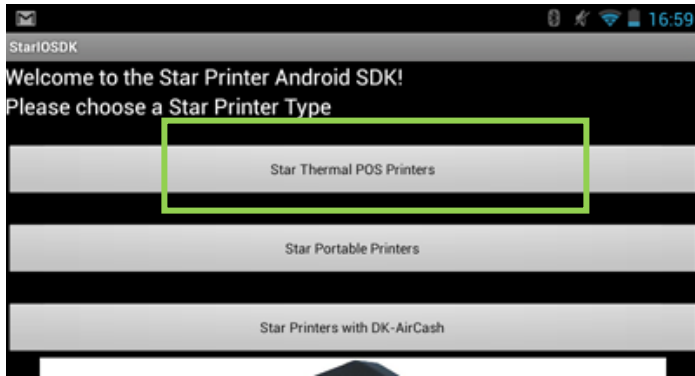 16:59
StarIOSDK
Welcome to the Star Printer Android SDK!
Please choose a Star Printer Type
Star Thermal POS Printers
Star Portable Printers
Star Printers with DK-AirCash